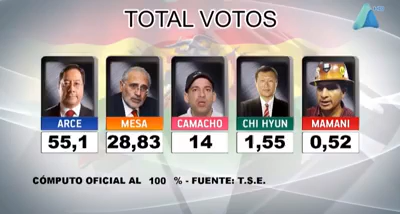 TOTAL VOTOS
ARCE MESA CAMACHO CHI HYUN MAMANI
55,1 28,83 14 1,55 0,52
CÓMPUTO OFICIAL AL 100 % - FUENTE: T.S.E.